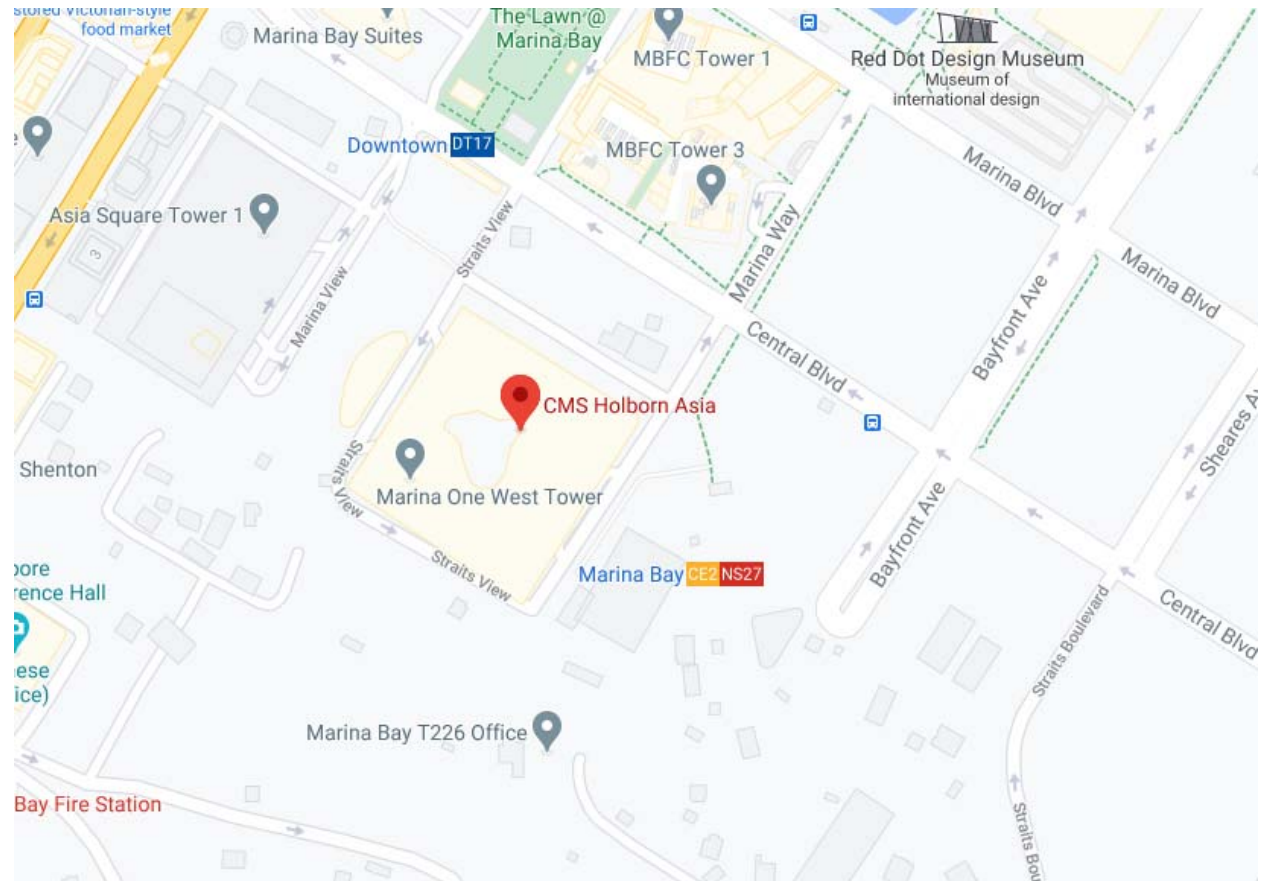 stored Victorian-style
food market
Marina Bay Suites
The Lawn @
Marina Bay
MBFC Tower 1
Red Dot Design Museum
Museum of
international design
Downtown DT17
MBFC Tower 3
Marina Blvd
Asia Square Tower 1
Straits View
Marina Way
3
Marina View
Bayfront Ave
Marina Blvd
Central Blvd
CMS Holborn Asia
Sheares
Shenton
Straits View
Marina One West Tower
Bayfront Ave
Straits View
Marina Bay CE2 NS27
pore
rence Hall
Central Blvd
Straits Boulevard
ese
ice)
Marina Bay T226 Office
Bay Fire Station
Straits Bou